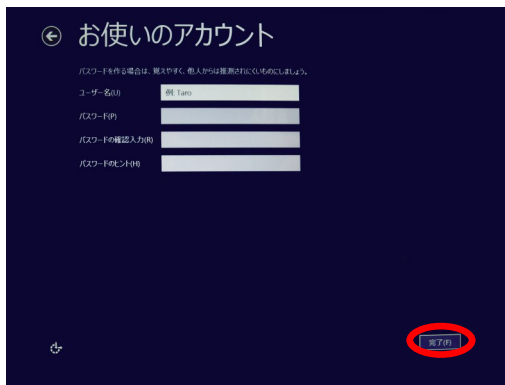 お使いのアカウント
パスワードを作る場合は、覚えやすく、他人からは推測されにくいものにしましょう。
ユーザー名(U)
例: Taro
パスワード(P)
パスワードの確認入力(R)
パスワードのヒント(H)
完了(F)